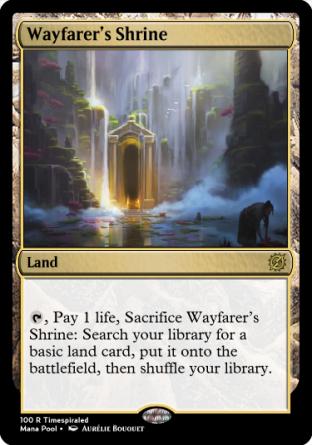 Wayfarer's Shrine
Land
, Pay 1 life, Sacrifice Wayfarer's
Shrine: Search your library for a
basic land card, put it onto the
battlefield, then shuffle your library.
100 R Timespiraled
Mana Pool • Aurélie Bouquet